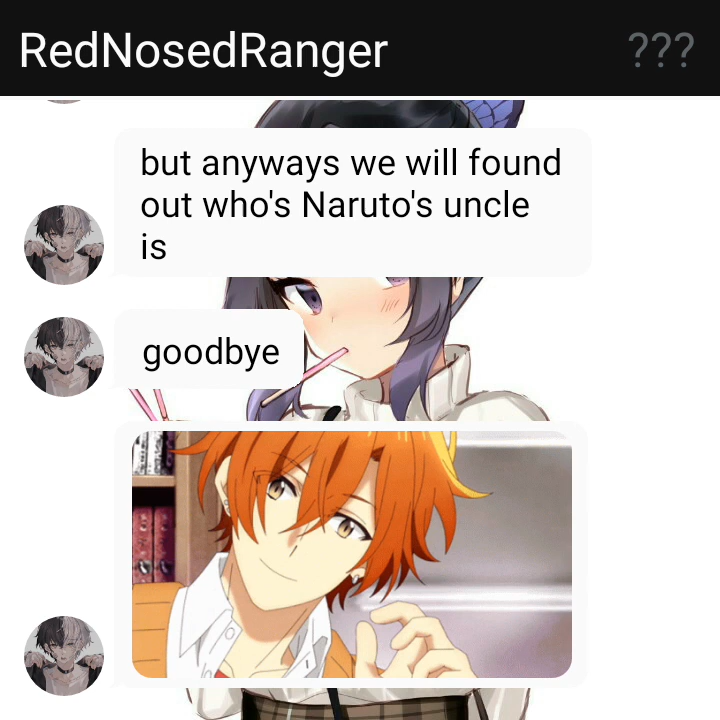 RedNosedRanger
???
but anyways we will found
out who's Naruto's uncle
is
goodbye